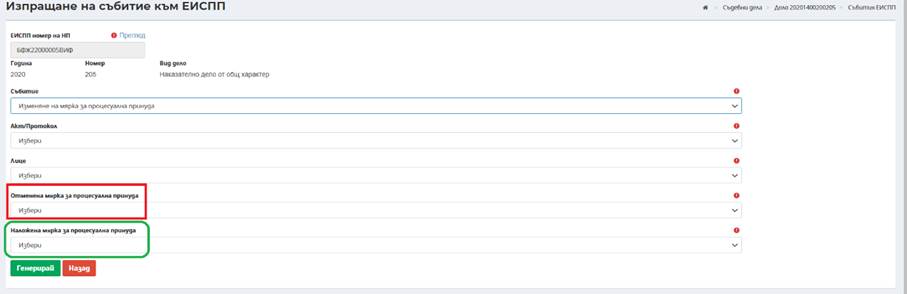 Изпращане на събитие към ЕИСПП
Съдебни дела > Дело 20201400200205 > Събития ЕИСПП
ЕИСПП номер на НП Преглед
БФЖ22000005ВИФ
Година Номер Вид дело
2020 205 Наказателно дело от общ характер
Събитие
Изменяне на мярка за процесуална принуда
Акт/Протокол
Избери
Лице
Избери
Отменена мярка за процесуална принуда
Избери
Наложена мярка за процесуална принуда
Избери
Генерирай Назад